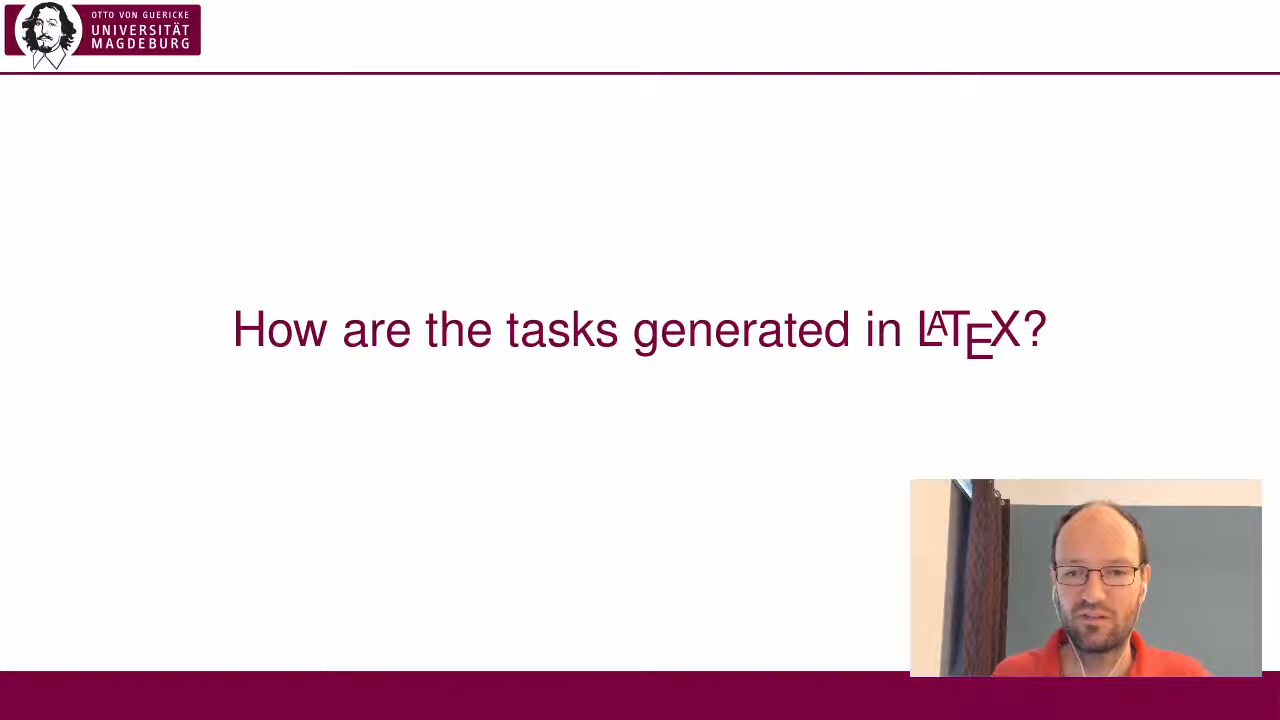 OTTO VON GUERICKE
UNIVERSITÄT
MAGDEBURG
How are the tasks generated in LATEX?